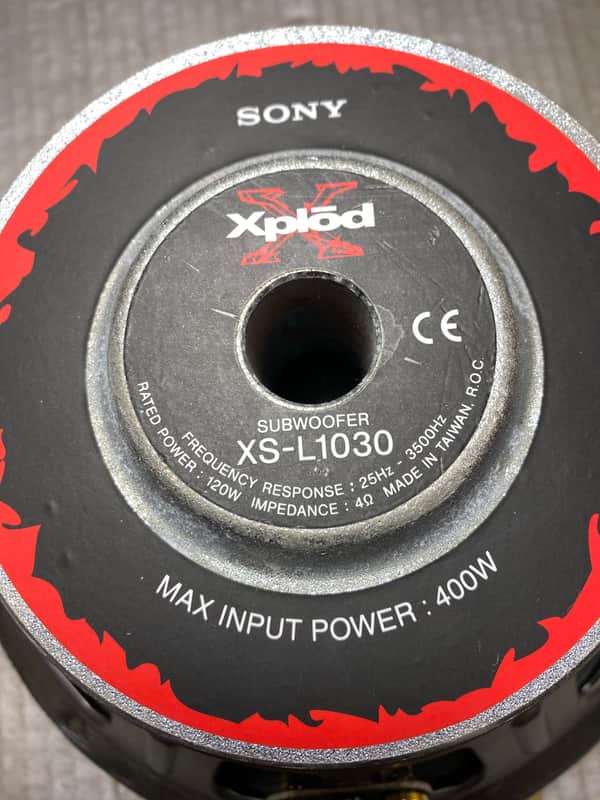 SONY
Xplōd
CE
SUBWOOFER
XS-L1030
FREQUENCY RESPONSE : 25Hz - 3500Hz
RATED POWER : 120W IMPEDANCE : 4Ω MADE IN TAIWAN, R.O.C.
MAX INPUT POWER : 400W